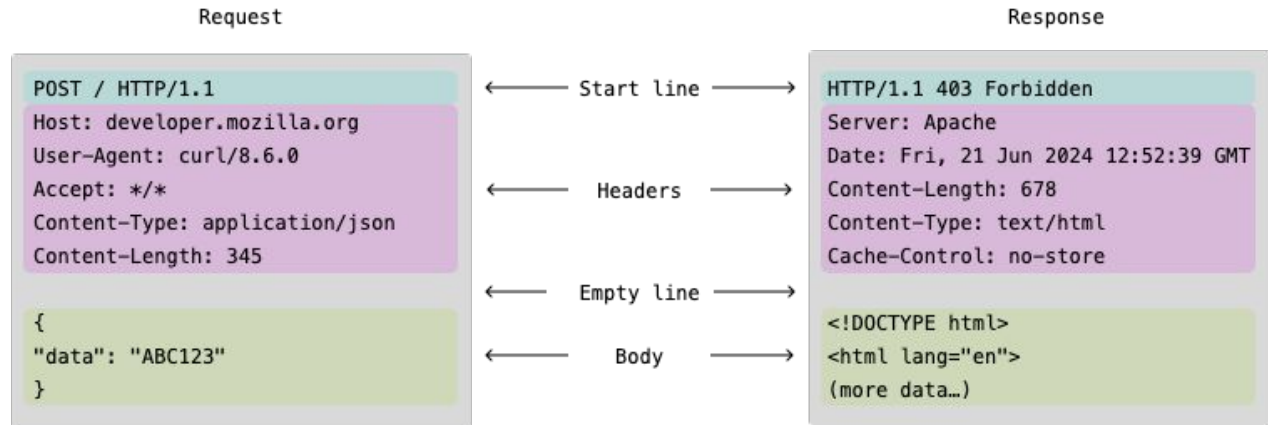 Request
POST / HTTP/1.1
Host: developer.mozilla.org
User-Agent: curl/8.6.0
Accept: */*
Content-Type: application/json
Content-Length: 345
{
"data": "ABC123"
}
Start line
Headers
Empty line
Body
Response
HTTP/1.1 403 Forbidden
Server: Apache
Date: Fri, 21 Jun 2024 12:52:39 GMT
Content-Length: 678
Content-Type: text/html
Cache-Control: no-store
<!DOCTYPE html>
<html lang="en">
(more data…)